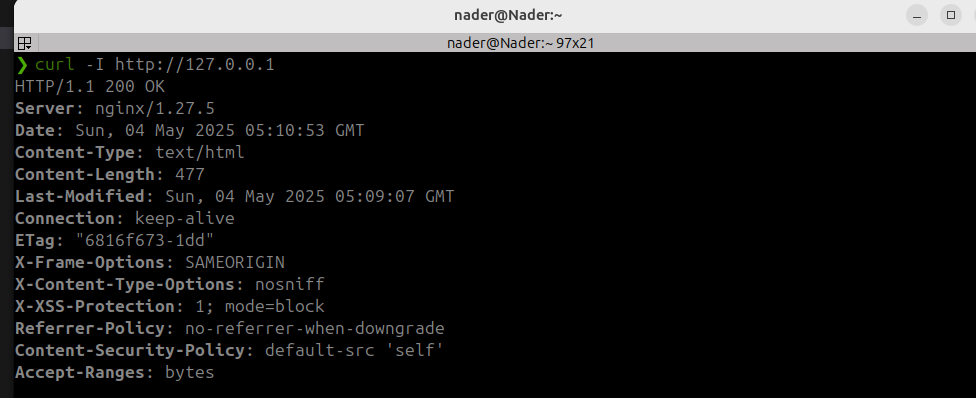 nader@Nader:~
nader@Nader:~ 97x21
❯ curl -I http://127.0.0.1
HTTP/1.1 200 OK
Server: nginx/1.27.5
Date: Sun, 04 May 2025 05:10:53 GMT
Content-Type: text/html
Content-Length: 477
Last-Modified: Sun, 04 May 2025 05:09:07 GMT
Connection: keep-alive
ETag: "6816f673-1dd"
X-Frame-Options: SAMEORIGIN
X-Content-Type-Options: nosniff
X-XSS-Protection: 1; mode=block
Referrer-Policy: no-referrer-when-downgrade
Content-Security-Policy: default-src 'self'
Accept-Ranges: bytes